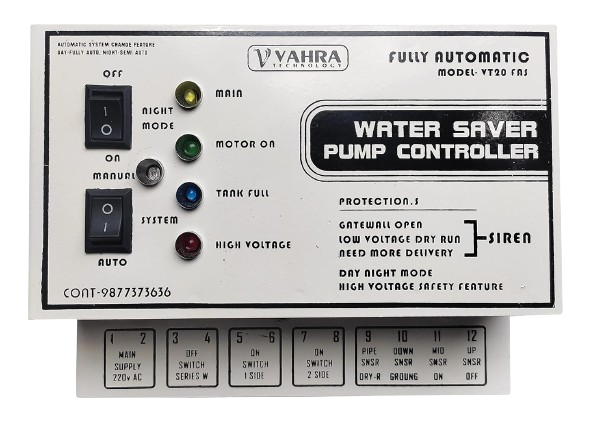 AUTOMATIC SYSTEM CHANGE FEATURE
DAY-FULLY AUTO, NIGHT-SEMI AUTO
VAHRA
TECHNOLOGY
FULLY AUTOMATIC
MODEL- VT20 FAS
OFF
NIGHT
MODE
ON
MANUAL
SYSTEM
AUTO
MAIN
MOTOR ON
TANK FULL
HIGH VOLTAGE
WATER SAVER
PUMP CONTROLLER
PROTECTION.S
GATEWALL OPEN
LOW VOLTAGE DRY RUN
NEED MORE DELIVERY
SIREN
DAY NIGHT MODE
HIGH VOLTAGE SAFETY FEATURE
CONT-9877373636
1 2
MAIN
SUPPLY
220v AC
3 4
OFF
SWITCH
SERIES W
5 6
ON
SWITCH
1 SIDE
7 8
ON
SWITCH
2 SIDE
9 10 11 12
PIPE DOWN MID UP
SNSR SNSR SMSR SNSR
DRY-R GROUNG ON OFF